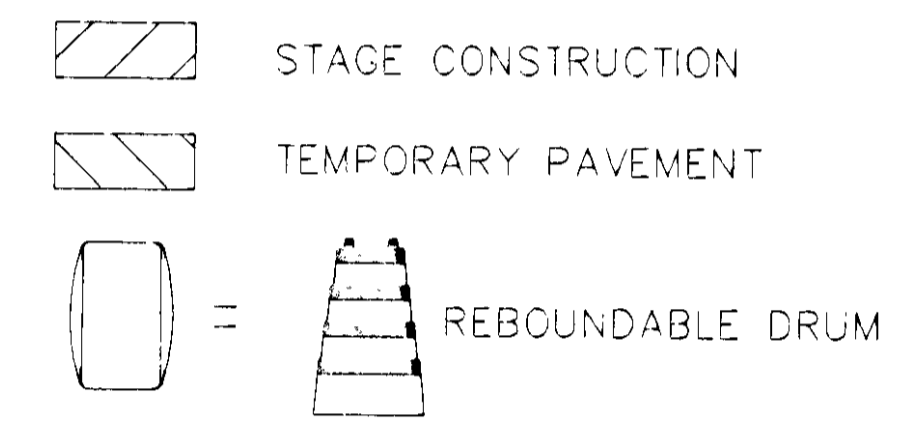 STAGE CONSTRUCTION
TEMPORARY PAVEMENT
= REBOUNDABLE DRUM